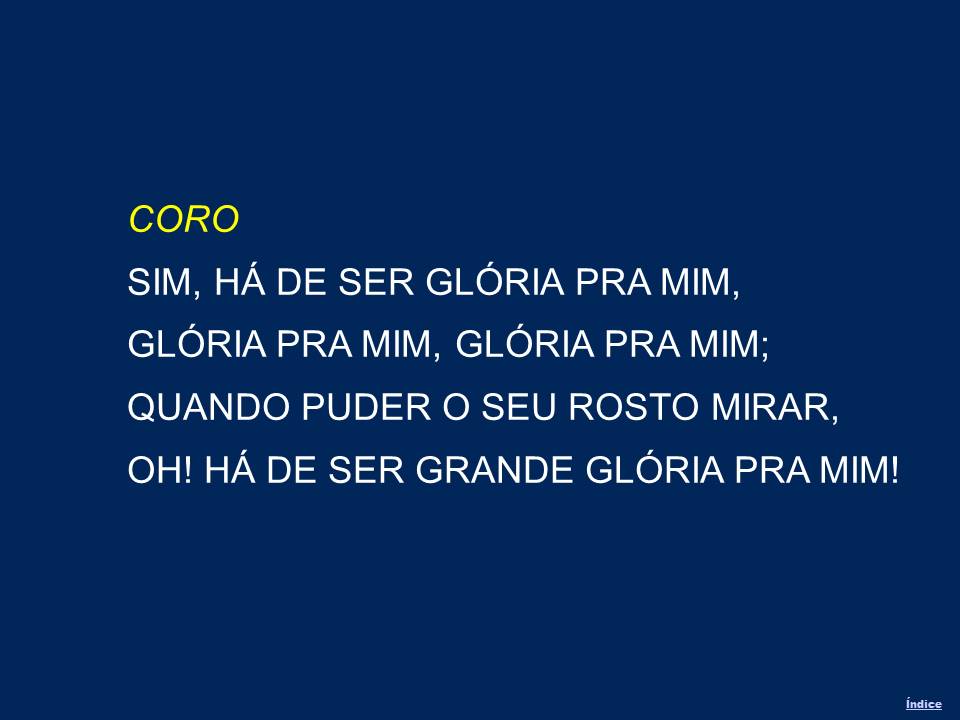 CORO
SIM, HÁ DE SER GLÓRIA PRA MIM,
GLÓRIA PRA MIM, GLÓRIA PRA MIM;
QUANDO PUDER O SEU ROSTO MIRAR,
OH! HÁ DE SER GRANDE GLÓRIA PRA MIM!
Índice